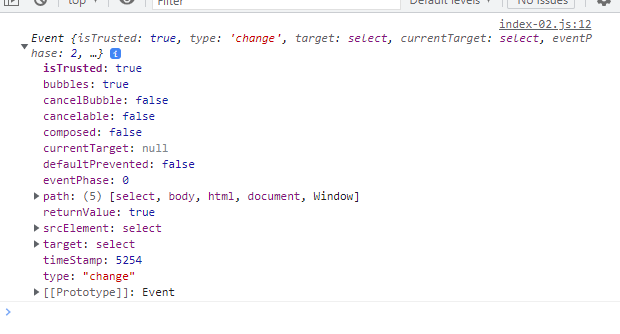 top
Filter
Default levels
No Issues
index-02.js:12
Event {isTrusted: true, type: 'change', target: select, currentTarget: select, eventP
hase: 2, …} i
isTrusted: true
bubbles: true
cancelBubble: false
cancelable: false
composed: false
currentTarget: null
defaultPrevented: false
eventPhase: 0
path: (5) [select, body, html, document, Window]
returnValue: true
srcElement: select
target: select
timeStamp: 5254
type: "change"
[[Prototype]]: Event